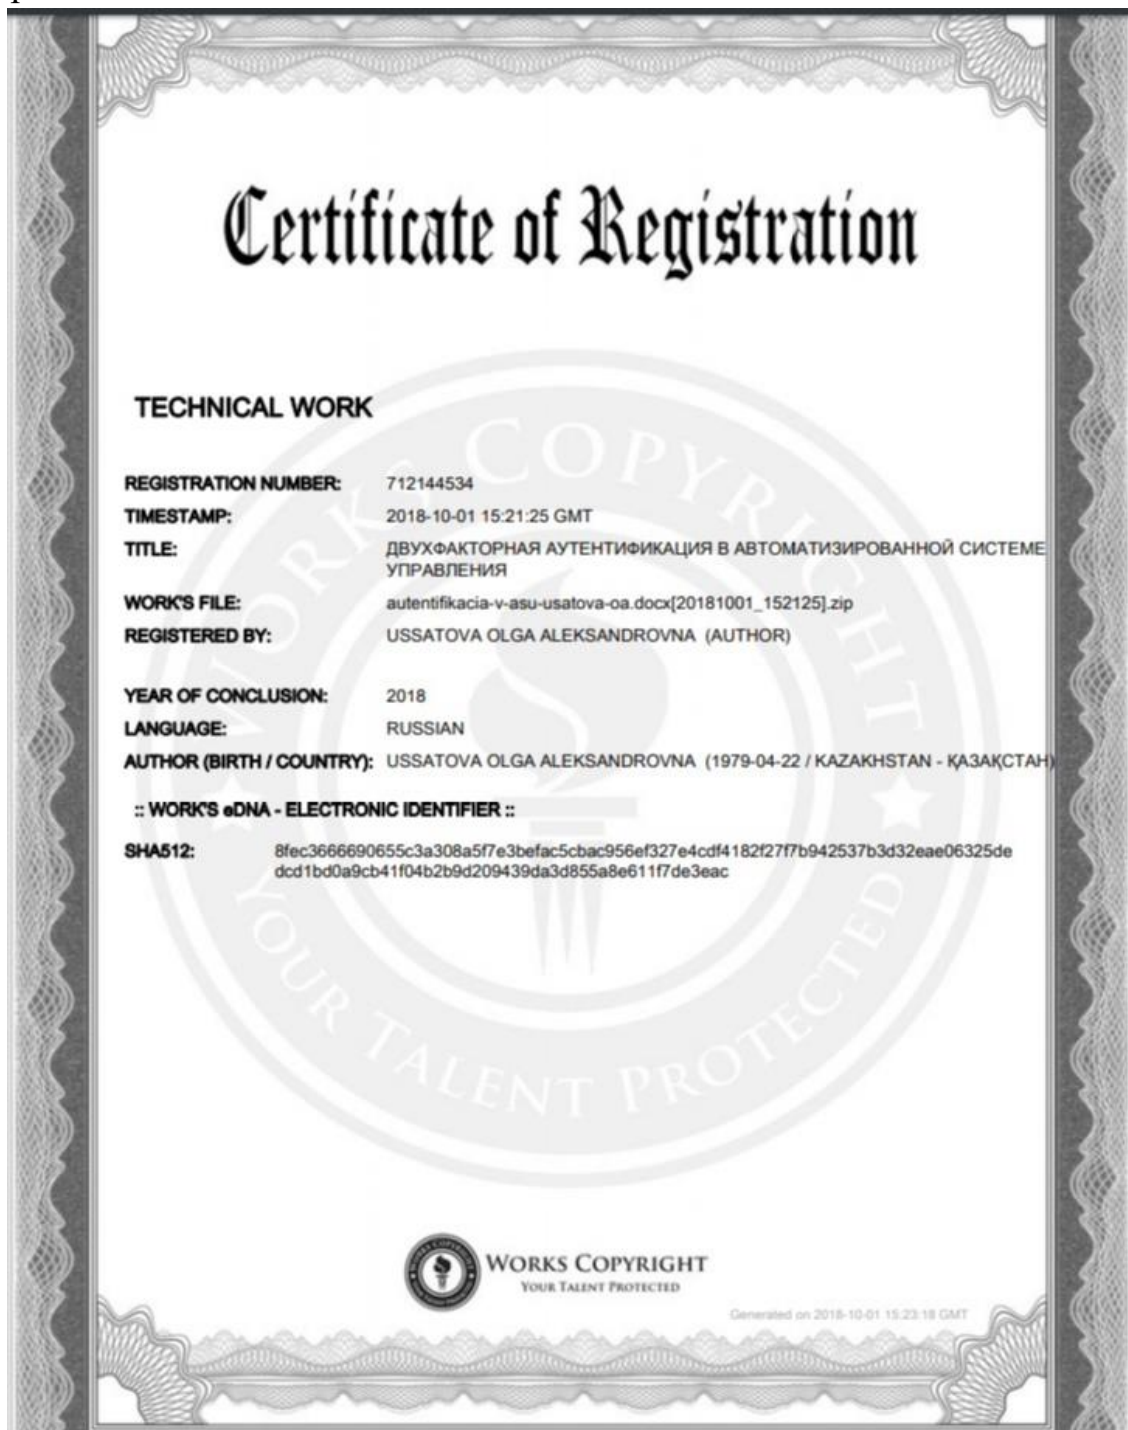 Certificate of Registration
TECHNICAL WORK
REGISTRATION NUMBER: 712144534
TIMESTAMP: 2018-10-01 15:21:25 GMT
TITLE: ДВУХФАКТОРНАЯ АУТЕНТИФИКАЦИЯ В АВТОМАТИЗИРОВАННОЙ СИСТЕМЕ
УПРАВЛЕНИЯ
WORK'S FILE: autentifikacia-v-asu-usatova-oa.docx[20181001_152125].zip
REGISTERED BY: USSATOVA OLGA ALEKSANDROVNA (AUTHOR)
YEAR OF CONCLUSION: 2018
LANGUAGE: RUSSIAN
AUTHOR (BIRTH / COUNTRY): USSATOVA OLGA ALEKSANDROVNA (1979-04-22 / KAZAKHSTAN - ҚАЗАҚСТАН)
:: WORK'S eDNA - ELECTRONIC IDENTIFIER ::
SHA512: 8fec3666690655c3a308a5f7e3befac5cbac956ef327e4cdf4182f27f7b942537b3d32eae06325de
dcd1bd0a9cb41f04b2b9d209439da3d855a8e611f7de3eac
WORKS COPYRIGHT
YOUR TALENT PROTECTED
WORKS COPYRIGHT
YOUR TALENT PROTECTED
Generated on 2018-10-01 15:23:18 GMT